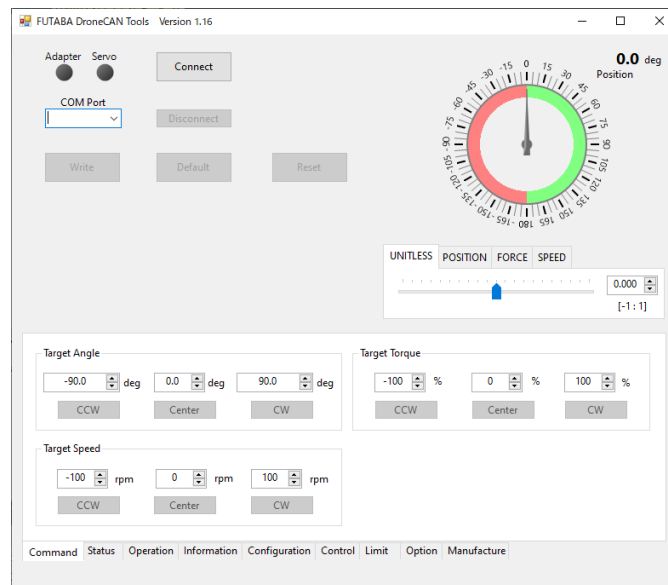 FUTABA DroneCAN Tools Version 1.16
Adapter Servo
Connect
COM Port
Disconnect
Write Default Reset
0.0 deg
Position
-15 0 15
-30 30
-45 45
-60 60
-75 75
-90 90
-105 105
-120 120
-135 135
-150 150
-165 180 165
UNITLESS POSITION FORCE SPEED
0.000
[-1 : 1]
Target Angle
-90.0 deg 0.0 deg 90.0 deg
CCW Center CW
Target Torque
-100 % 0 % 100 %
CCW Center CW
Target Speed
-100 rpm 0 rpm 100 rpm
CCW Center CW
Command Status Operation Information Configuration Control Limit Option Manufacture